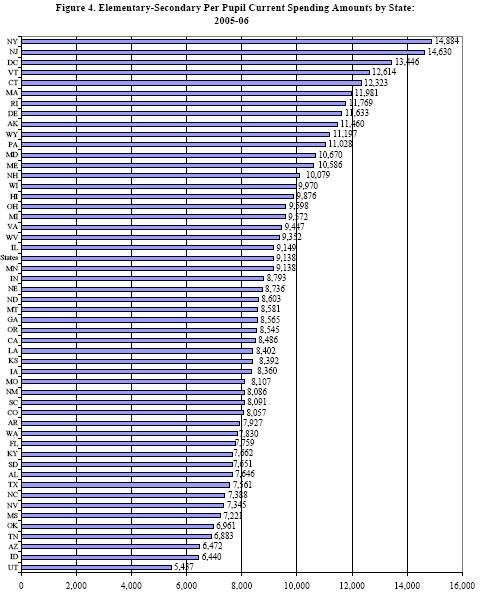 Figure 4. Elementary-Secondary Per Pupil Current Spending Amounts by State:
2005-06
NY 14,884
NJ 14,630
DC 13,446
VT 12,614
CT 12,323
MA 11,981
RI 11,769
DE 11,633
AK 11,460
WY 11,197
PA 11,028
MD 10,670
ME 10,586
NH 10,079
WI 9,970
HI 9,876
OH 9,598
MI 9,572
VA 9,447
WV 9,352
IL 9,149
States 9,138
MN 9,138
IN 8,793
NE 8,736
ND 8,603
MT 8,581
GA 8,565
OR 8,545
CA 8,486
LA 8,402
KS 8,392
IA 8,360
MO 8,107
NM 8,086
SC 8,091
CO 8,057
AR 7,927
WA 7,830
FL 7,759
KY 7,662
SD 7,651
AL 7,646
TX 7,561
NC 7,388
NV 7,345
MS 7,221
OK 6,961
TN 6,883
AZ 6,472
ID 6,440
UT 5,437
0 2,000 4,000 6,000 8,000 10,000 12,000 14,000 16,000